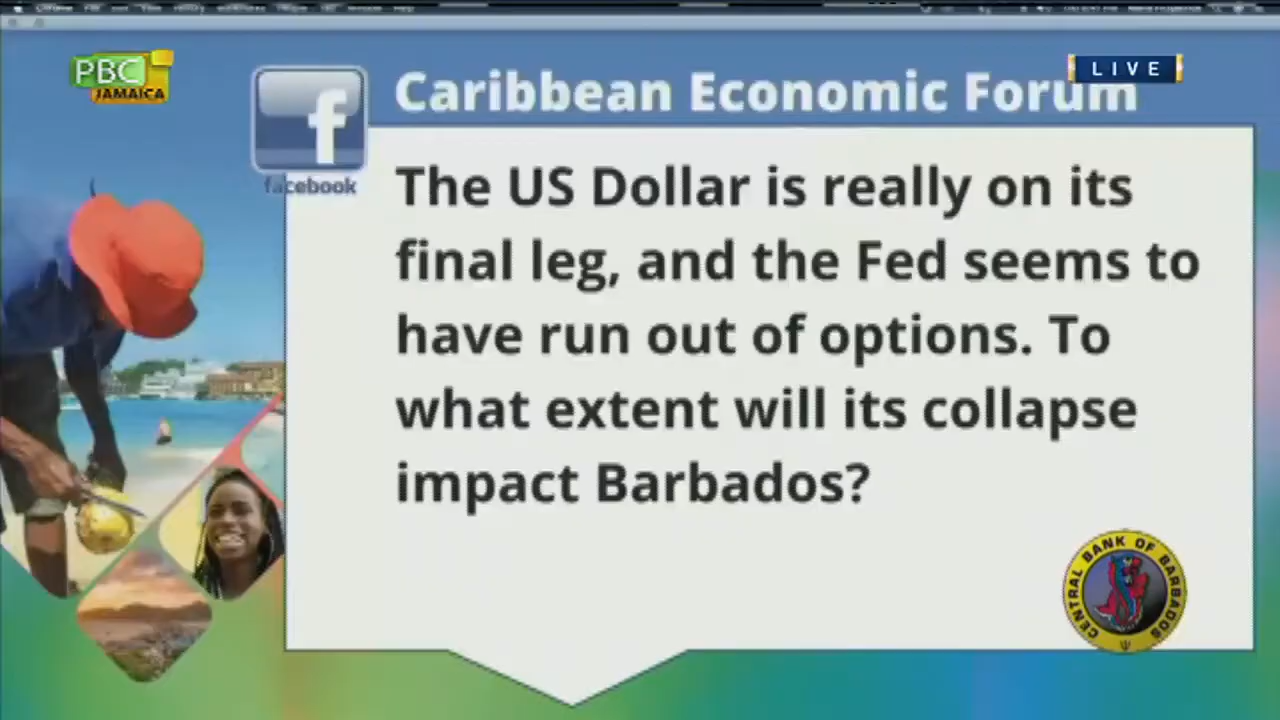 PBC
JAMAICA
LIVE
f
facebook
Caribbean Economic Forum
The US Dollar is really on its
final leg, and the Fed seems to
have run out of options. To
what extent will its collapse
impact Barbados?
CENTRAL BANK OF BARBADOS